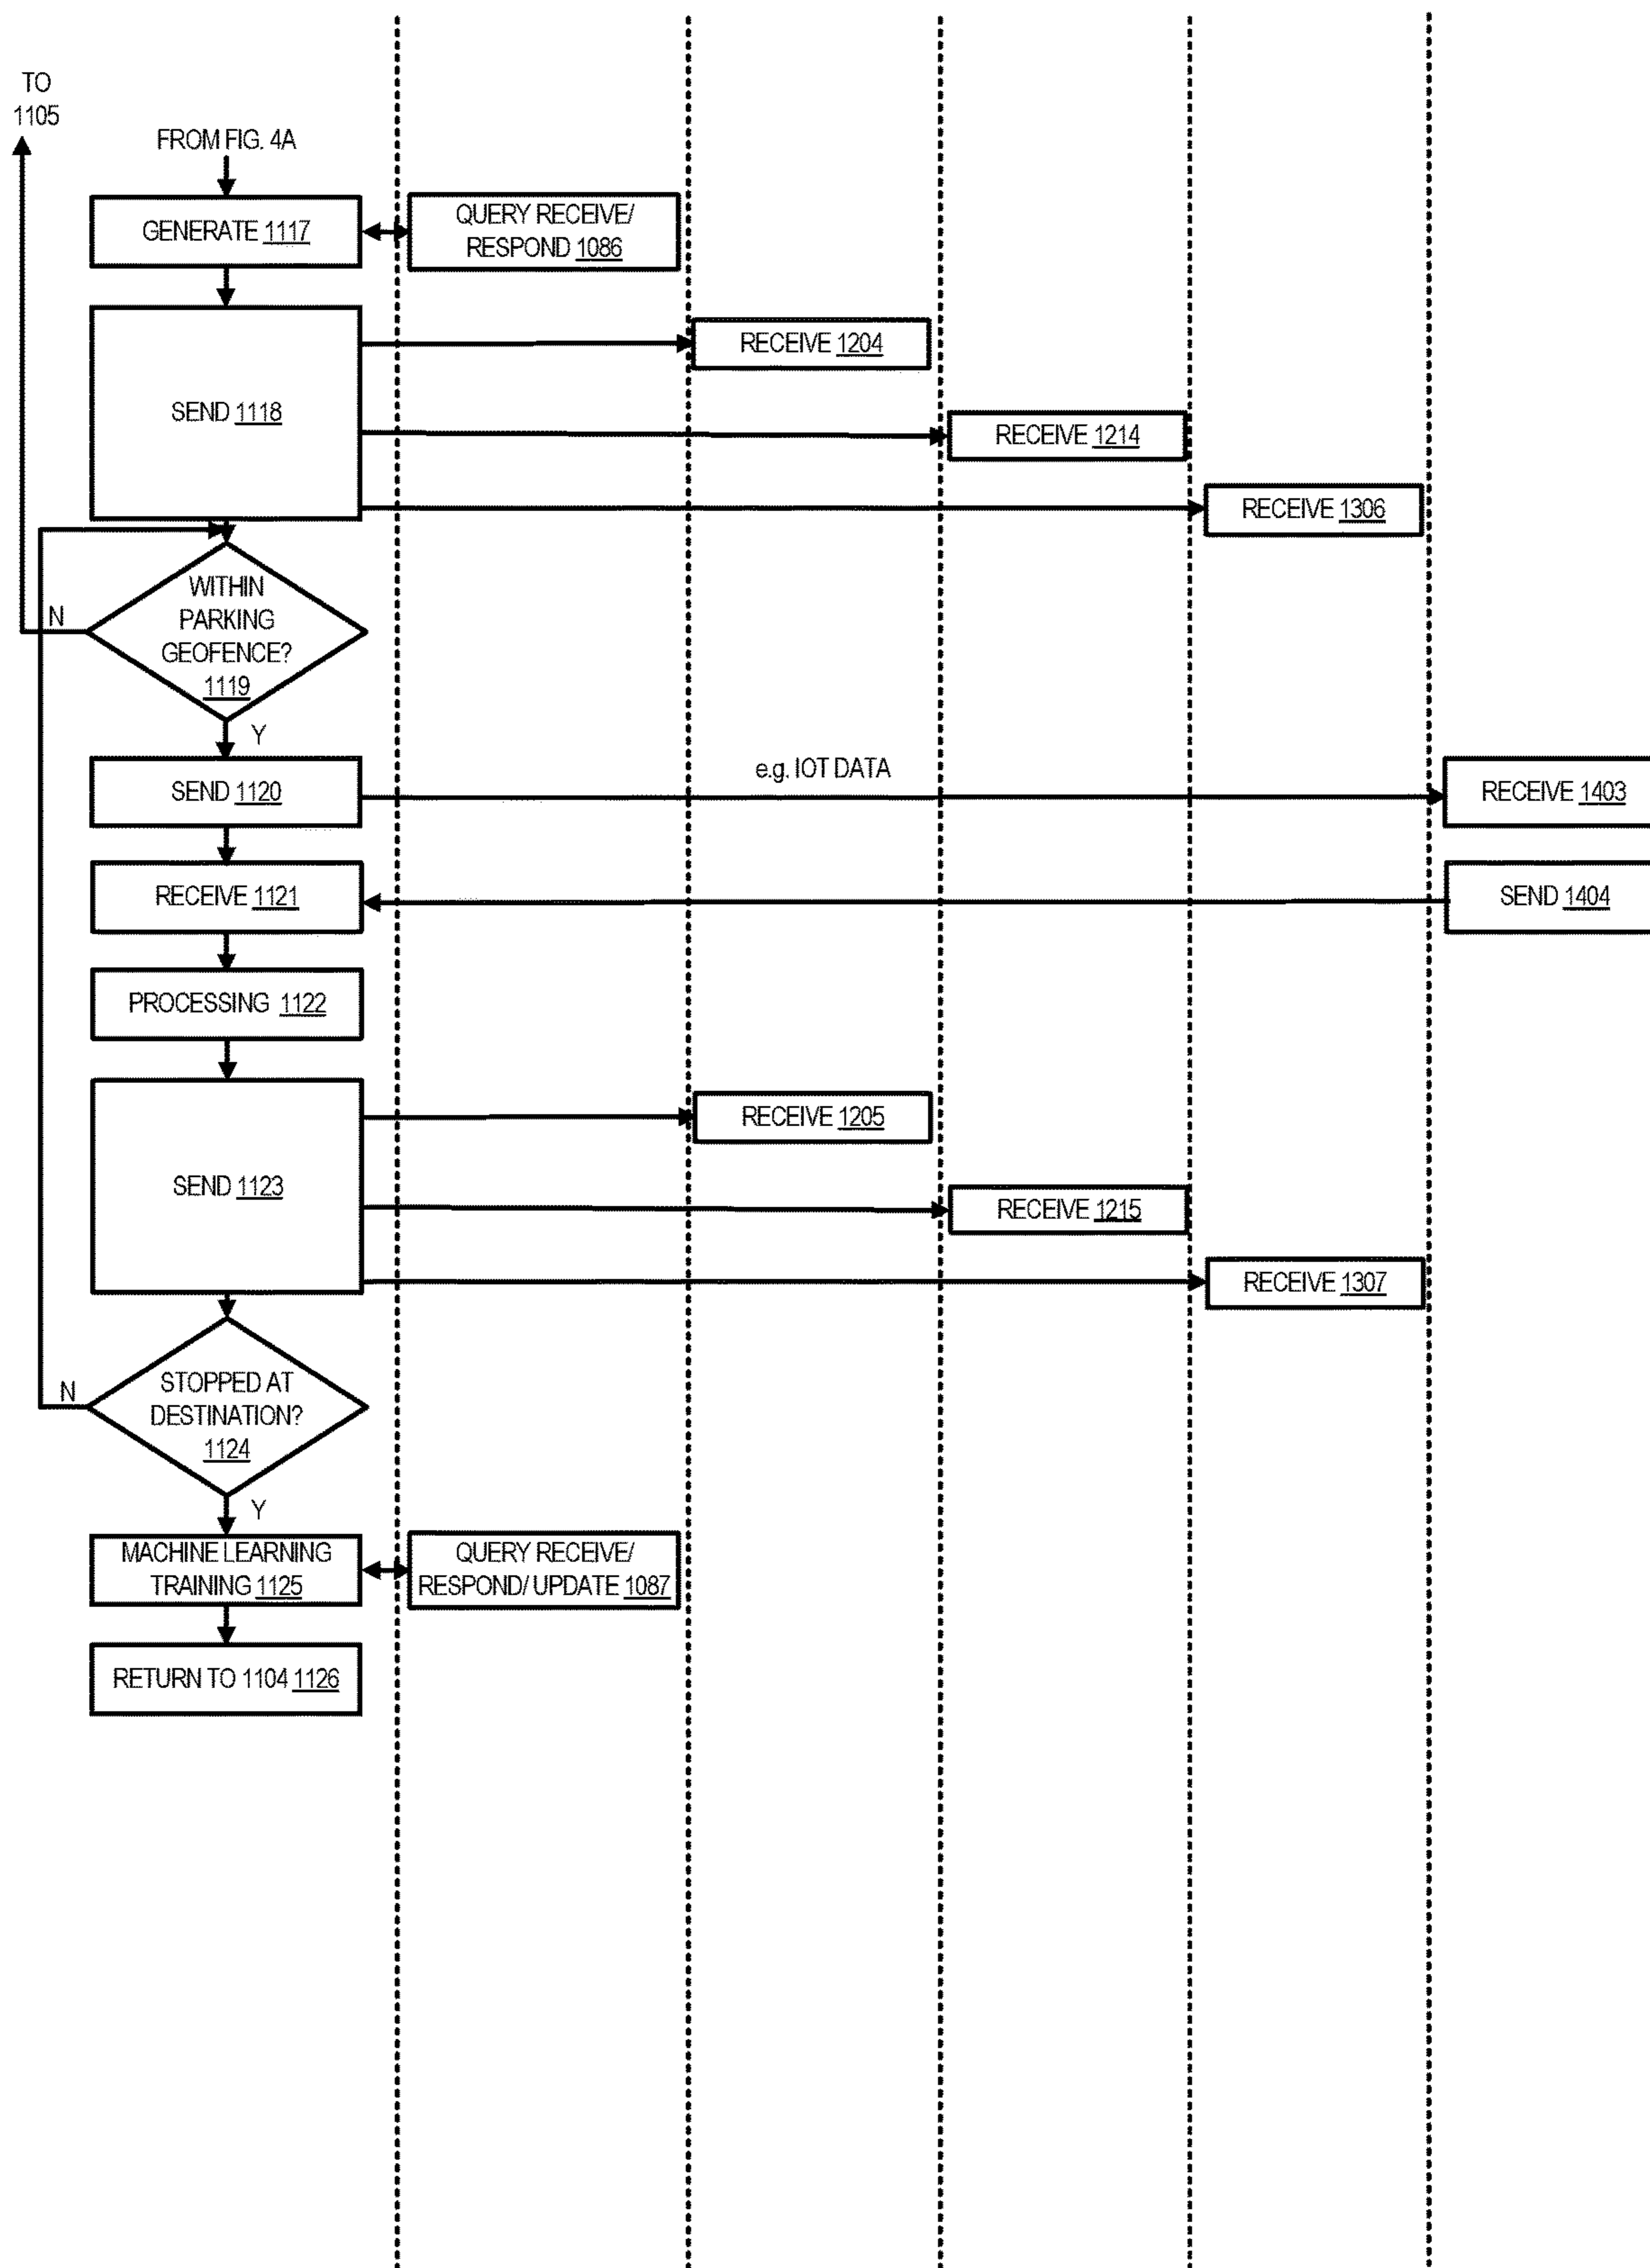 TO
1105
FROM FIG. 4A
GENERATE 1117
QUERY RECEIVE/
RESPOND 1086
RECEIVE 1204
SEND 1118
RECEIVE 1214
RECEIVE 1306
WITHIN
PARKING
GEOFENCE?
1119
N
Y
SEND 1120
e.g. IOT DATA
RECEIVE 1403
RECEIVE 1121
SEND 1404
PROCESSING 1122
RECEIVE 1205
SEND 1123
RECEIVE 1215
RECEIVE 1307
STOPPED AT
DESTINATION?
1124
N
Y
MACHINE LEARNING
TRAINING 1125
QUERY RECEIVE/
RESPOND/ UPDATE 1087
RETURN TO 1104 1126